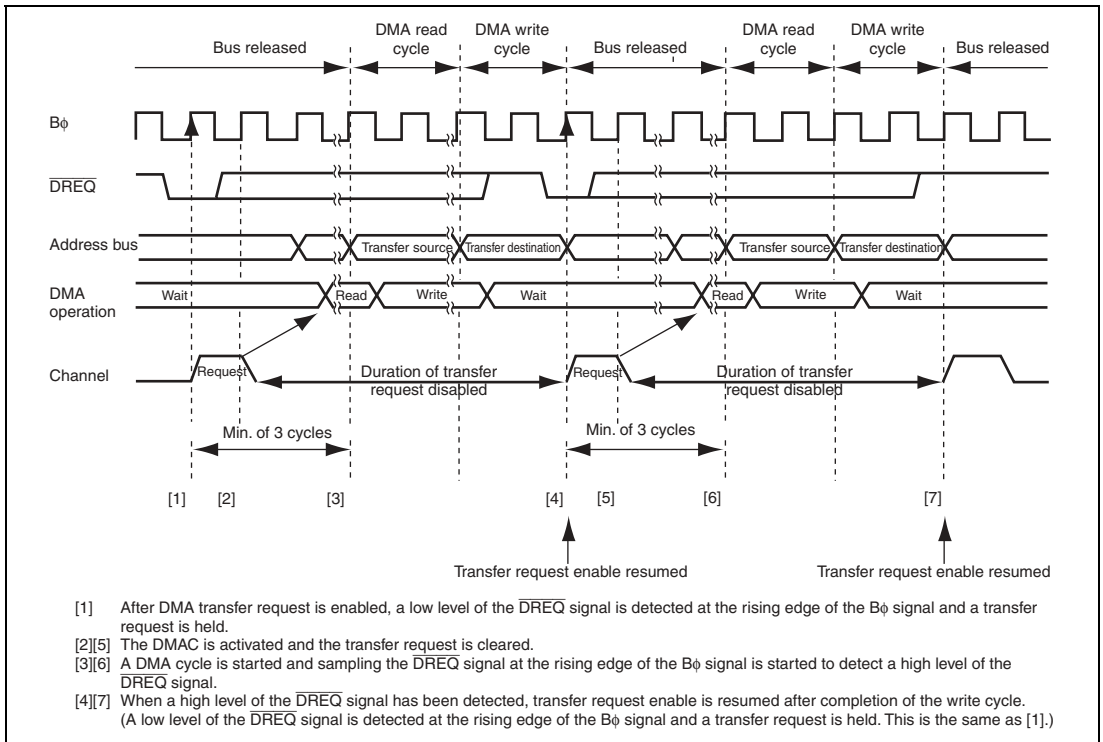 Bus released DMA read cycle DMA write cycle Bus released DMA read cycle DMA write cycle Bus released
Bφ
DREQ
Address bus Transfer source Transfer destination Transfer source Transfer destination
DMA operation Wait Read Write Wait Read Write Wait
Channel Request Duration of transfer request disabled Request Duration of transfer request disabled
Min. of 3 cycles Min. of 3 cycles
[1] [2] [3] [4] [5] [6] [7]
Transfer request enable resumed Transfer request enable resumed
[1] After DMA transfer request is enabled, a low level of the DREQ signal is detected at the rising edge of the Bφ signal and a transfer
request is held.
[2][5] The DMAC is activated and the transfer request is cleared.
[3][6] A DMA cycle is started and sampling the DREQ signal at the rising edge of the Bφ signal is started to detect a high level of the
DREQ signal.
[4][7] When a high level of the DREQ signal has been detected, transfer request enable is resumed after completion of the write cycle.
(A low level of the DREQ signal is detected at the rising edge of the Bφ signal and a transfer request is held. This is the same as [1].)